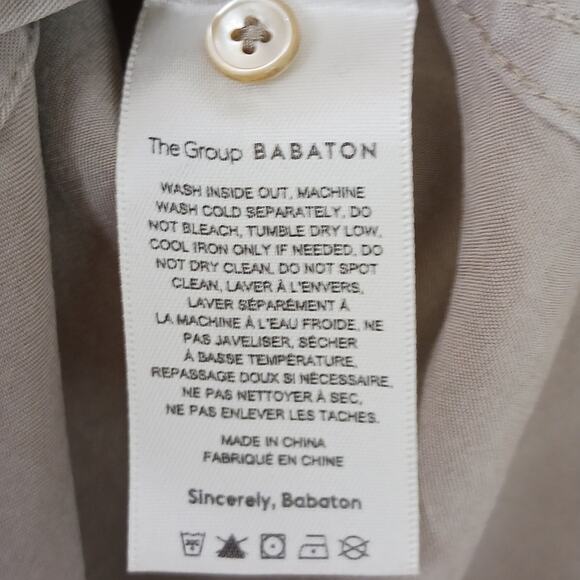 The Group BABATON
WASH INSIDE OUT, MACHINE
WASH COLD SEPARATELY, DO
NOT BLEACH, TUMBLE DRY LOW,
COOL IRON ONLY IF NEEDED, DO
NOT DRY CLEAN, DO NOT SPOT
CLEAN, LAVER À L'ENVERS,
LAVER SÉPARÉMENT À
LA MACHINE À L'EAU FROIDE, NE
PAS JAVELISER, SÉCHER
À BASSE TEMPÉRATURE,
REPASSAGE DOUX SI NÉCESSAIRE,
NE PAS NETTOYER À SEC,
NE PAS ENLEVER LES TACHES.
MADE IN CHINA
FABRIQUÉ EN CHINE
Sincerely, Babaton